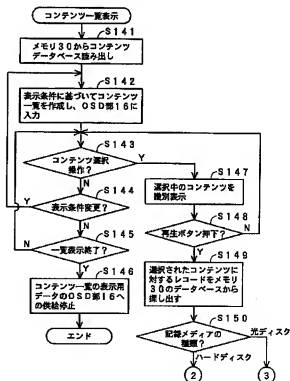 コンテンツ一覧表示
S141
メモリ30からコンテンツ
データベース読み出し
S142
表示条件に基づいてコンテンツ
一覧を作成し、OSD部16に
入力
S143
コンテンツ選択
操作?
Y
N
S144
表示条件変更?
Y
N
S145
一覧表示終了?
N
Y
S146
コンテンツ一覧の表示用
データのOSD部16へ
の供給停止
エンド
S147
選択中のコンテンツを
識別表示
S148
再生ボタン押下?
N
Y
S149
選択されたコンテンツに
対するレコードをメモリ
30のデータベースから
探し出す
S150
記録メディアの
種類?
光ディスク
ハードディスク
2
3